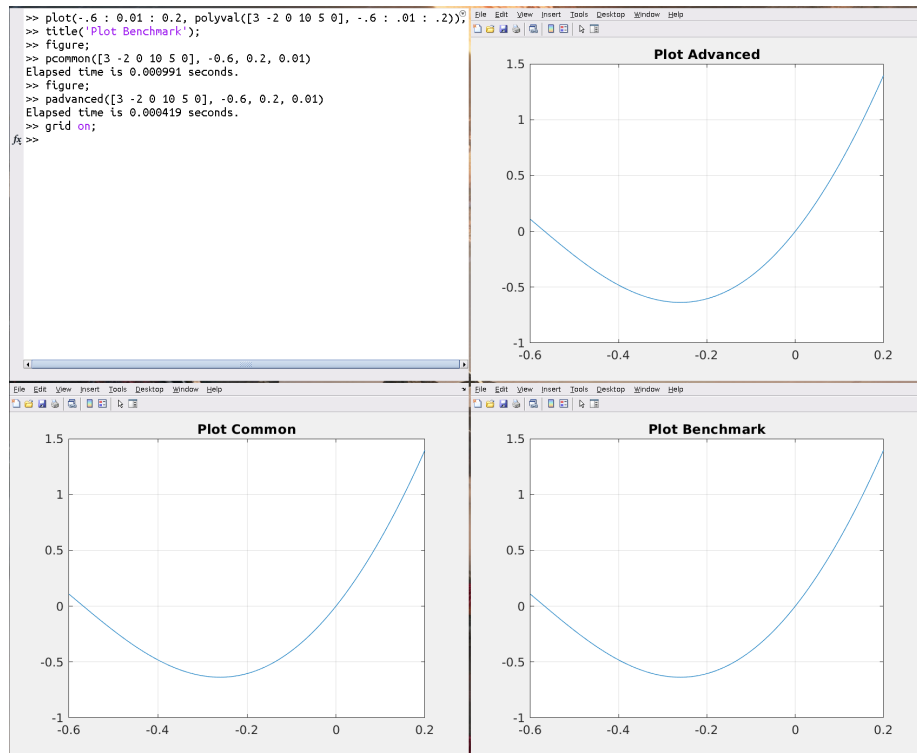 >> plot(-.6 : 0.01 : 0.2, polyval([3 -2 0 10 5 0], -.6 : .01 : .2));
>> title('Plot Benchmark');
>> figure;
>> pcommon([3 -2 0 10 5 0], -0.6, 0.2, 0.01)
Elapsed time is 0.000991 seconds.
>> figure;
>> padvanced([3 -2 0 10 5 0], -0.6, 0.2, 0.01)
Elapsed time is 0.000419 seconds.
>> grid on;
fx >>
File Edit View Insert Tools Desktop Window Help
Plot Advanced
1.5
1
0.5
0
-0.5
-1
-0.6 -0.4 -0.2 0 0.2
File Edit View Insert Tools Desktop Window Help
Plot Common
1.5
1
0.5
0
-0.5
-1
-0.6 -0.4 -0.2 0 0.2
File Edit View Insert Tools Desktop Window Help
Plot Benchmark
1.5
1
0.5
0
-0.5
-1
-0.6 -0.4 -0.2 0 0.2